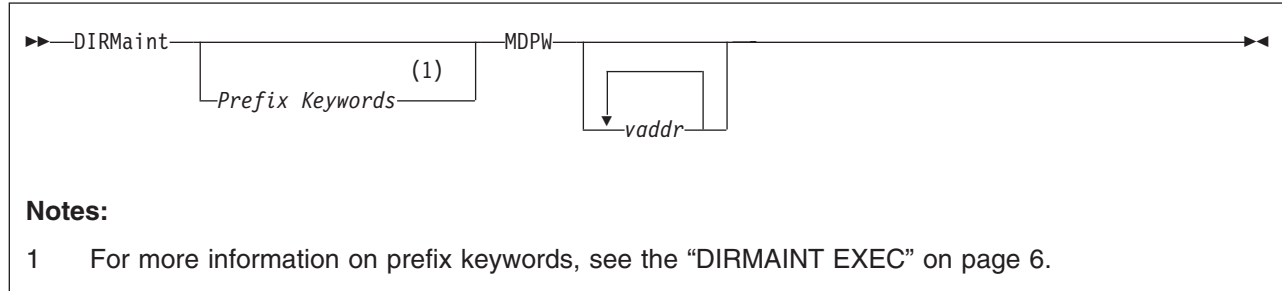 DIRMaint MDPW
(1)
Prefix Keywords
vaddr
Notes:
1 For more information on prefix keywords, see the “DIRMAINT EXEC” on page 6.